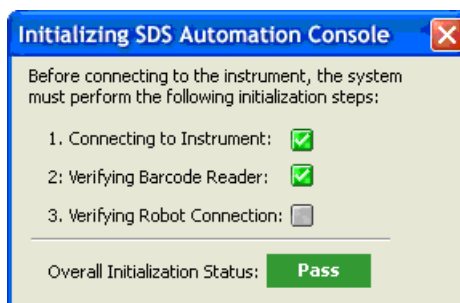 Initializing SDS Automation Console
Before connecting to the instrument, the system
must perform the following initialization steps:
1. Connecting to Instrument:
2: Verifying Barcode Reader:
3. Verifying Robot Connection:
Overall Initialization Status: Pass